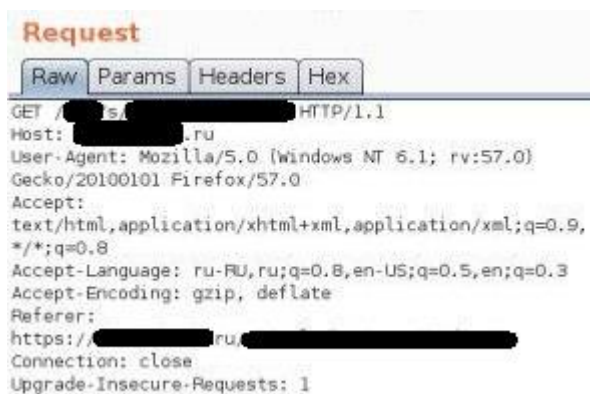 Request
Raw Params Headers Hex
GET / s/ HTTP/1.1
Host: .ru
User-Agent: Mozilla/5.0 (Windows NT 6.1; rv:57.0)
Gecko/20100101 Firefox/57.0
Accept:
text/html,application/xhtml+xml,application/xml;q=0.9,
*/*;q=0.8
Accept-Language: ru-RU,ru;q=0.8,en-US;q=0.5,en;q=0.3
Accept-Encoding: gzip, deflate
Referer:
https:// ru/
Connection: close
Upgrade-Insecure-Requests: 1